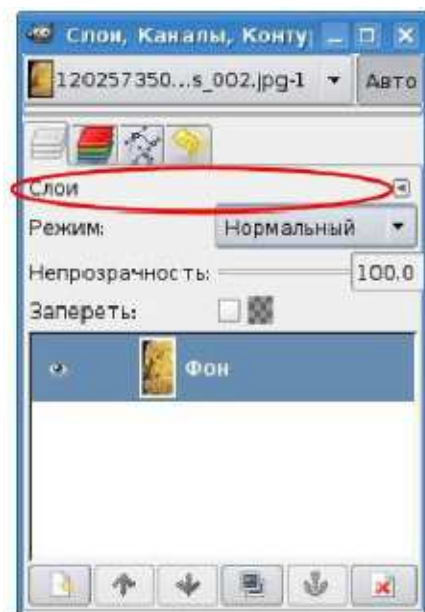 Слои, Каналы, Конту
120257350...s_002.jpg-1 Авто
Слои
Режим: Нормальный
Непрозрачность: 100.0
Запереть:
Фон